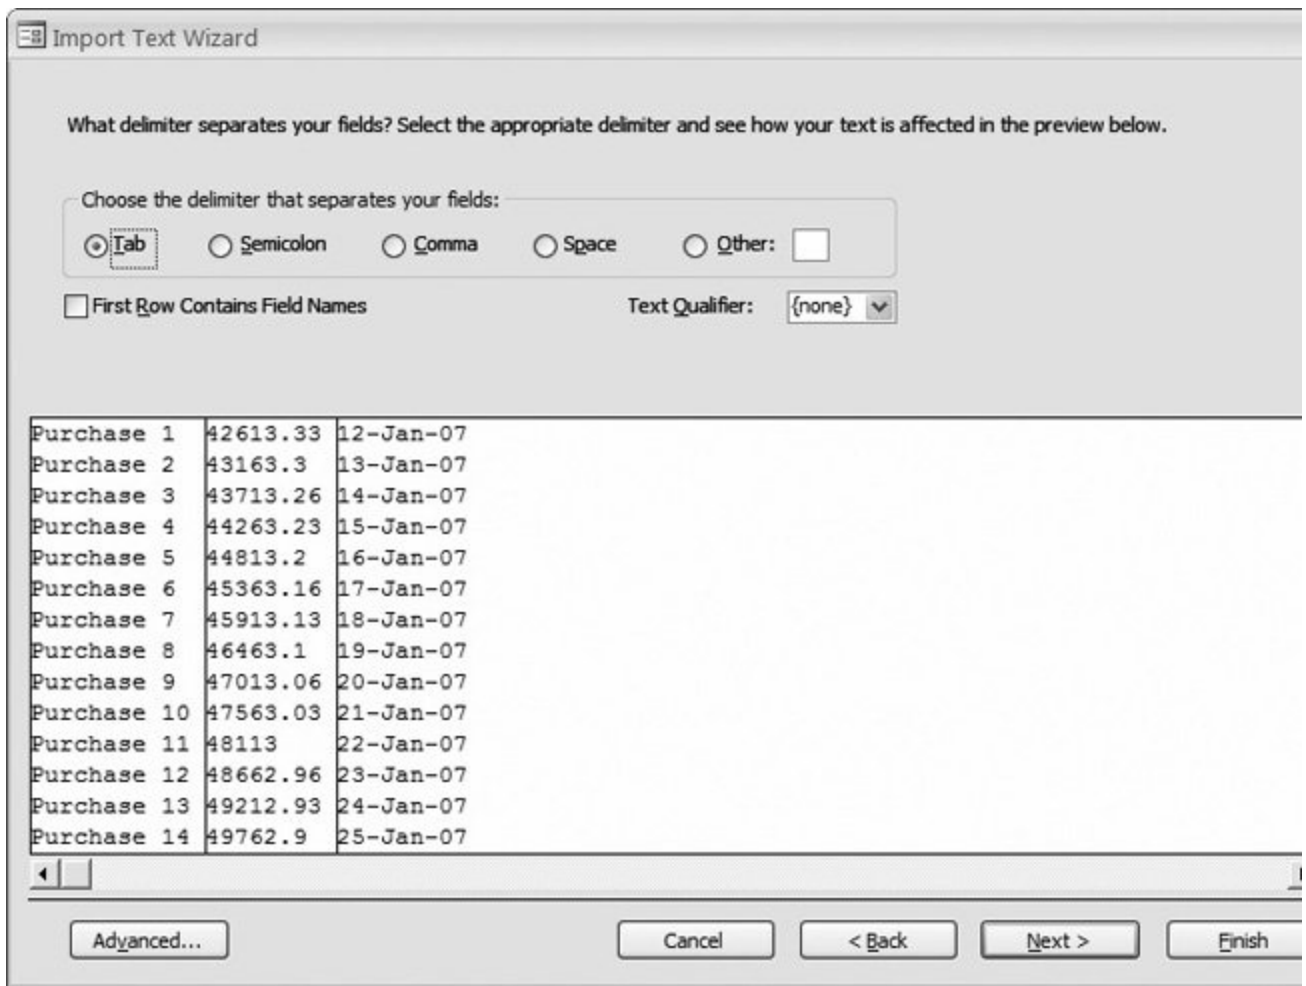 Import Text Wizard
What delimiter separates your fields? Select the appropriate delimiter and see how your text is affected in the preview below.
Choose the delimiter that separates your fields:
Tab Semicolon Comma Space Other:
First Row Contains Field Names Text Qualifier: {none}
Purchase 1 42613.33 12-Jan-07
Purchase 2 43163.3 13-Jan-07
Purchase 3 43713.26 14-Jan-07
Purchase 4 44263.23 15-Jan-07
Purchase 5 44813.2 16-Jan-07
Purchase 6 45363.16 17-Jan-07
Purchase 7 45913.13 18-Jan-07
Purchase 8 46463.1 19-Jan-07
Purchase 9 47013.06 20-Jan-07
Purchase 10 47563.03 21-Jan-07
Purchase 11 48113 22-Jan-07
Purchase 12 48662.96 23-Jan-07
Purchase 13 49212.93 24-Jan-07
Purchase 14 49762.9 25-Jan-07
Advanced... Cancel < Back Next > Finish